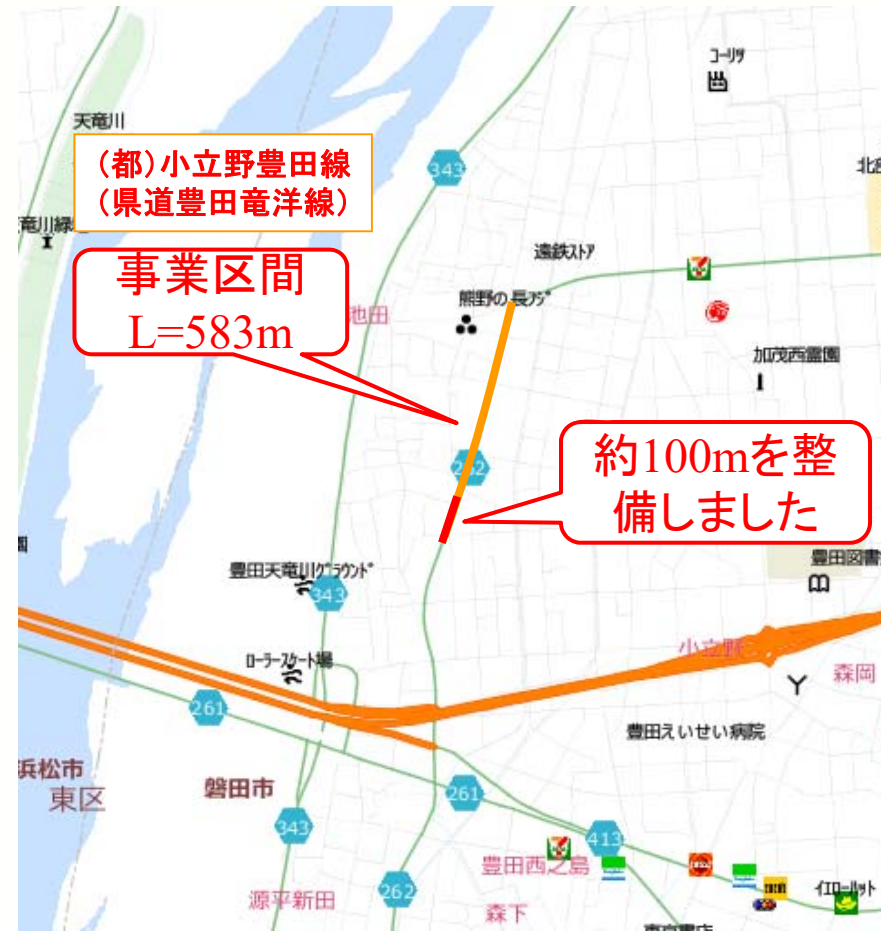 コーリツ
天竜川
(都)小立野豊田線
(県道豊田竜洋線)
343
遠鉄ストア
事業区間
L=583m
池田
熊野の長フジ
加茂西霊園
約100mを整
備しました
豊田天竜川グラウンド
343
豊田図書
ローラースケート場
小立野
森岡
261
豊田えいせい病院
浜松市
東区
磐田市
261
343
413
豊田西之島
262
源平新田
森下
イエローハット